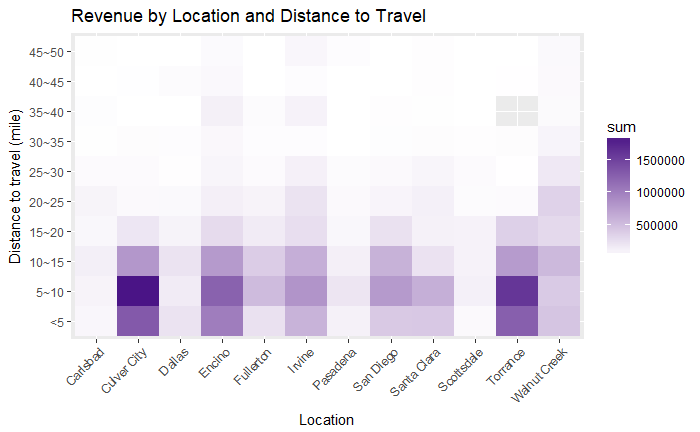 Revenue by Location and Distance to Travel
Distance to travel (mile)
45~50
40~45
35~40
30~35
25~30
20~25
15~20
10~15
5~10
<5
Carlsbad
Culver City
Dallas
Encino
Fullerton
Irvine
Pasadena
San Diego
Santa Clara
Scottsdale
Torrance
Walnut Creek
Location
sum
1500000
1000000
500000